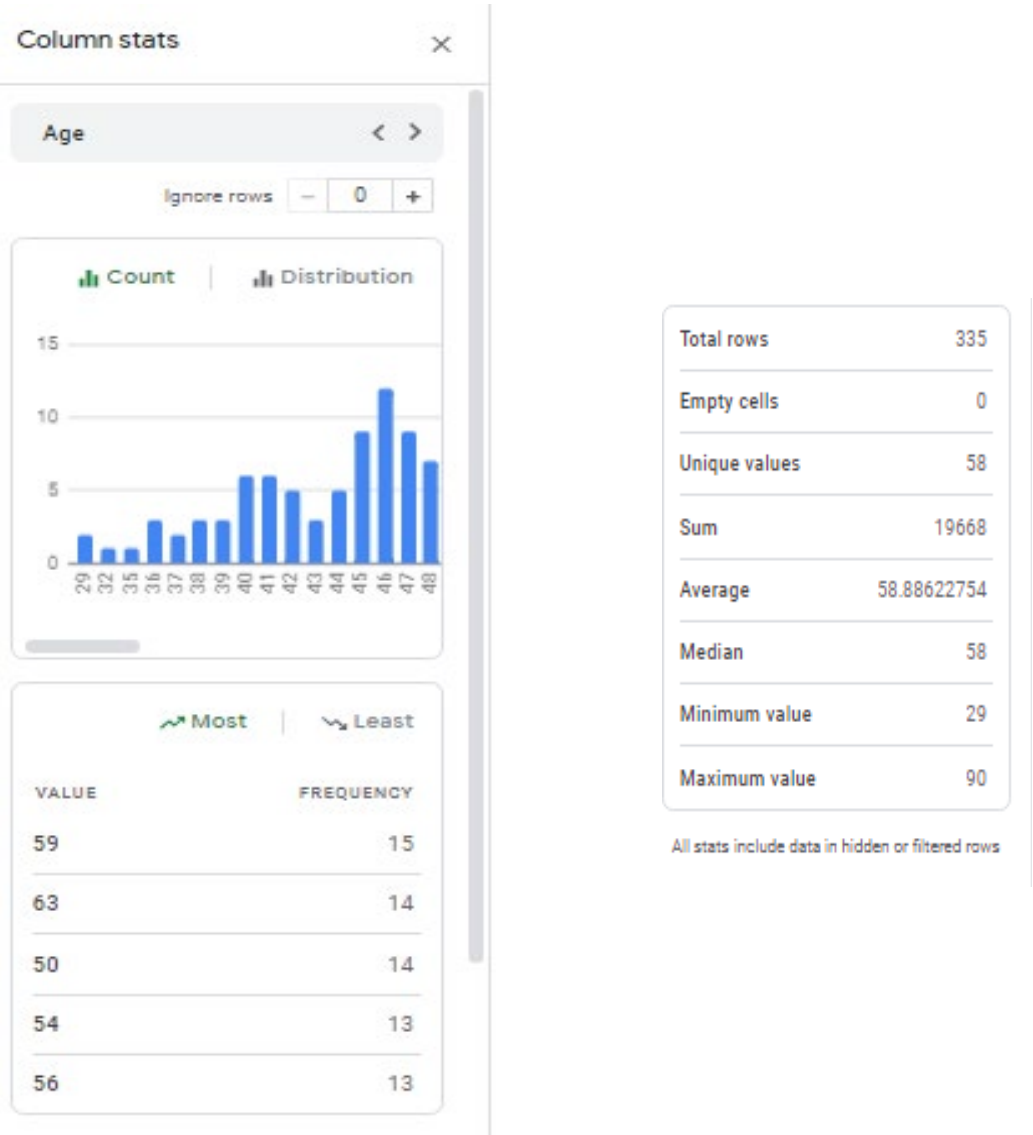 Column stats
Age
Ignore rows 0
Count Distribution
15
10
5
0
29 32 35 36 37 38 39 40 41 42 43 44 45 46 47 48
Most Least
VALUE FREQUENCY
59 15
63 14
50 14
54 13
56 13
Total rows 335
Empty cells 0
Unique values 58
Sum 19668
Average 58.88622754
Median 58
Minimum value 29
Maximum value 90
All stats include data in hidden or filtered rows